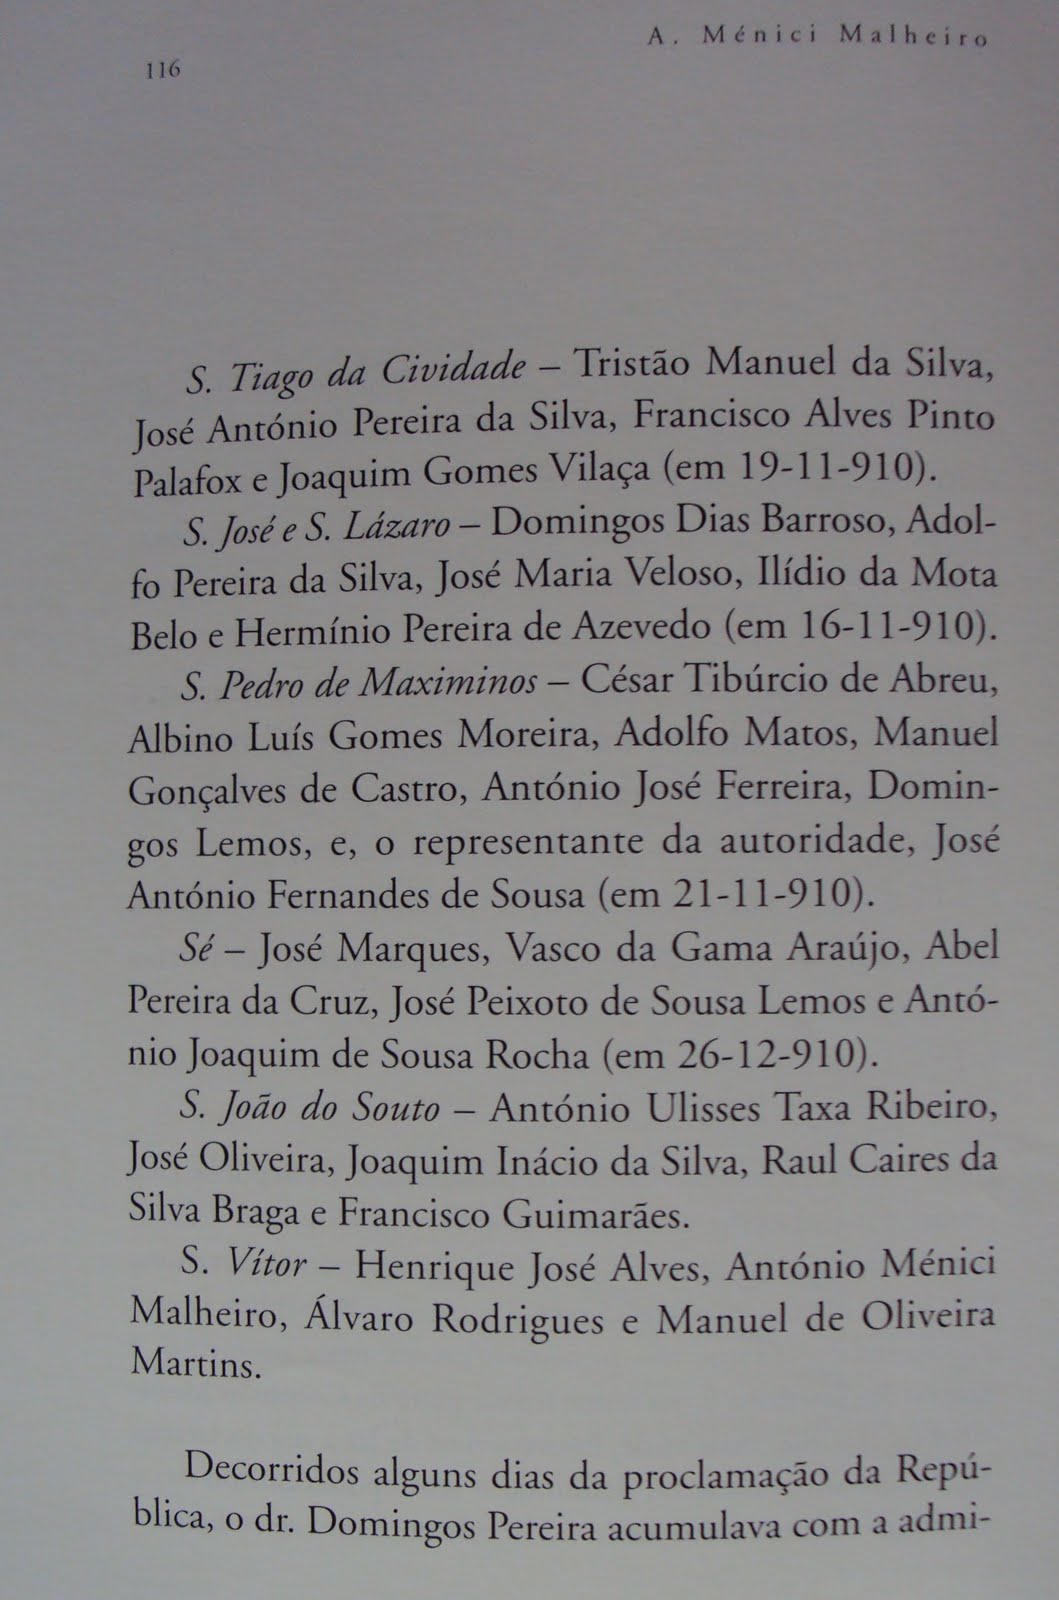 A. Ménici Malheiro
116
S. Tiago da Cividade – Tristão Manuel da Silva,
José António Pereira da Silva, Francisco Alves Pinto
Palafox e Joaquim Gomes Vilaça (em 19-11-910).
S. José e S. Lázaro – Domingos Dias Barroso, Adol-
fo Pereira da Silva, José Maria Veloso, Ilídio da Mota
Belo e Hermínio Pereira de Azevedo (em 16-11-910).
S. Pedro de Maximinos – César Tibúrcio de Abreu,
Albino Luís Gomes Moreira, Adolfo Matos, Manuel
Gonçalves de Castro, António José Ferreira, Domin-
gos Lemos, e, o representante da autoridade, José
António Fernandes de Sousa (em 21-11-910).
Sé – José Marques, Vasco da Gama Araújo, Abel
Pereira da Cruz, José Peixoto de Sousa Lemos e Antó-
nio Joaquim de Sousa Rocha (em 26-12-910).
S. João do Souto – António Ulisses Taxa Ribeiro,
José Oliveira, Joaquim Inácio da Silva, Raul Caires da
Silva Braga e Francisco Guimarães.
S. Vítor – Henrique José Alves, António Ménici
Malheiro, Álvaro Rodrigues e Manuel de Oliveira
Martins.
Decorridos alguns dias da proclamação da Repú-
blica, o dr. Domingos Pereira acumulava com a admi-